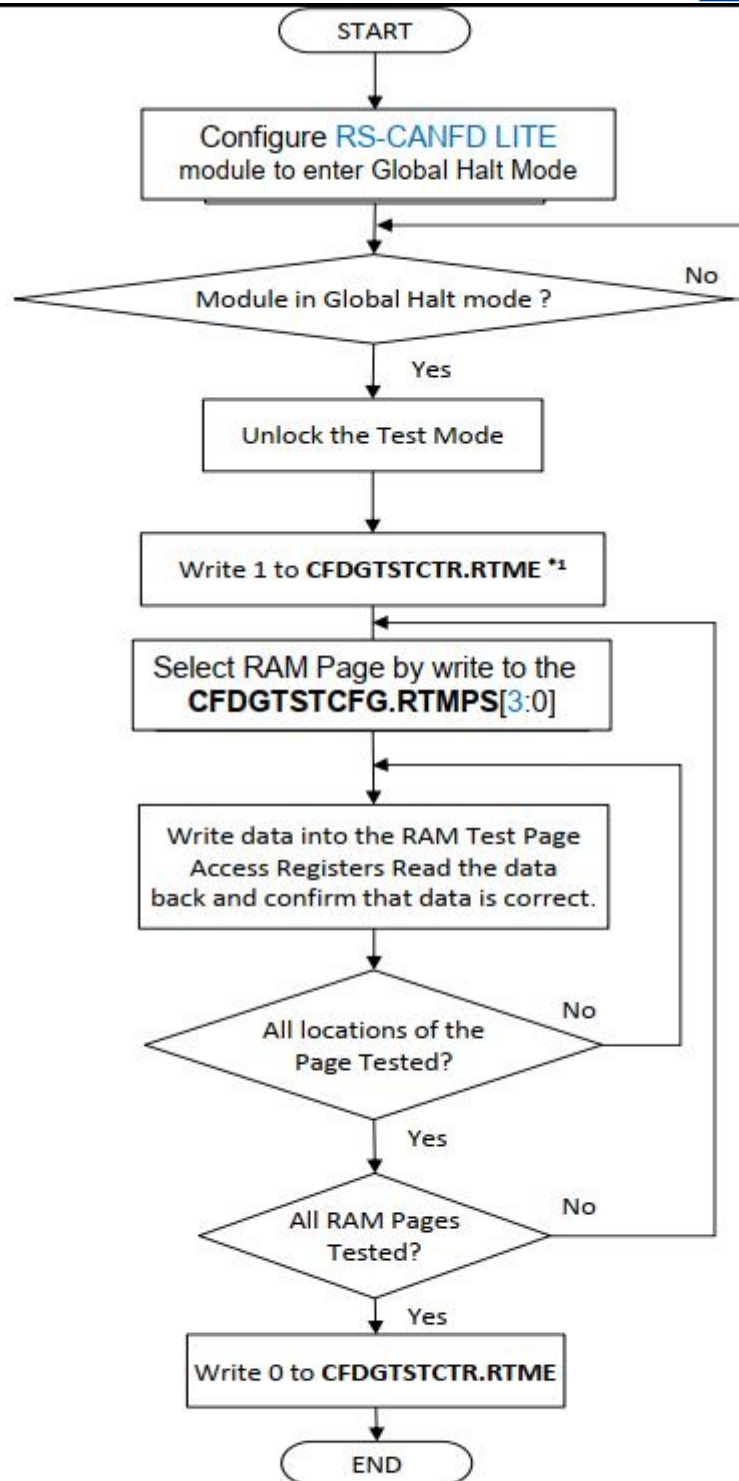 START
Configure RS-CANFD LITE
module to enter Global Halt Mode
Module in Global Halt mode ?
No
Yes
Unlock the Test Mode
Write 1 to CFDGTSTCTR.RTME *1
Select RAM Page by write to the
CFDGTSTCFG.RTMPS[3:0]
Write data into the RAM Test Page
Access Registers Read the data
back and confirm that data is correct.
No
All locations of the
Page Tested?
Yes
No
All RAM Pages
Tested?
Yes
Write 0 to CFDGTSTCTR.RTME
END